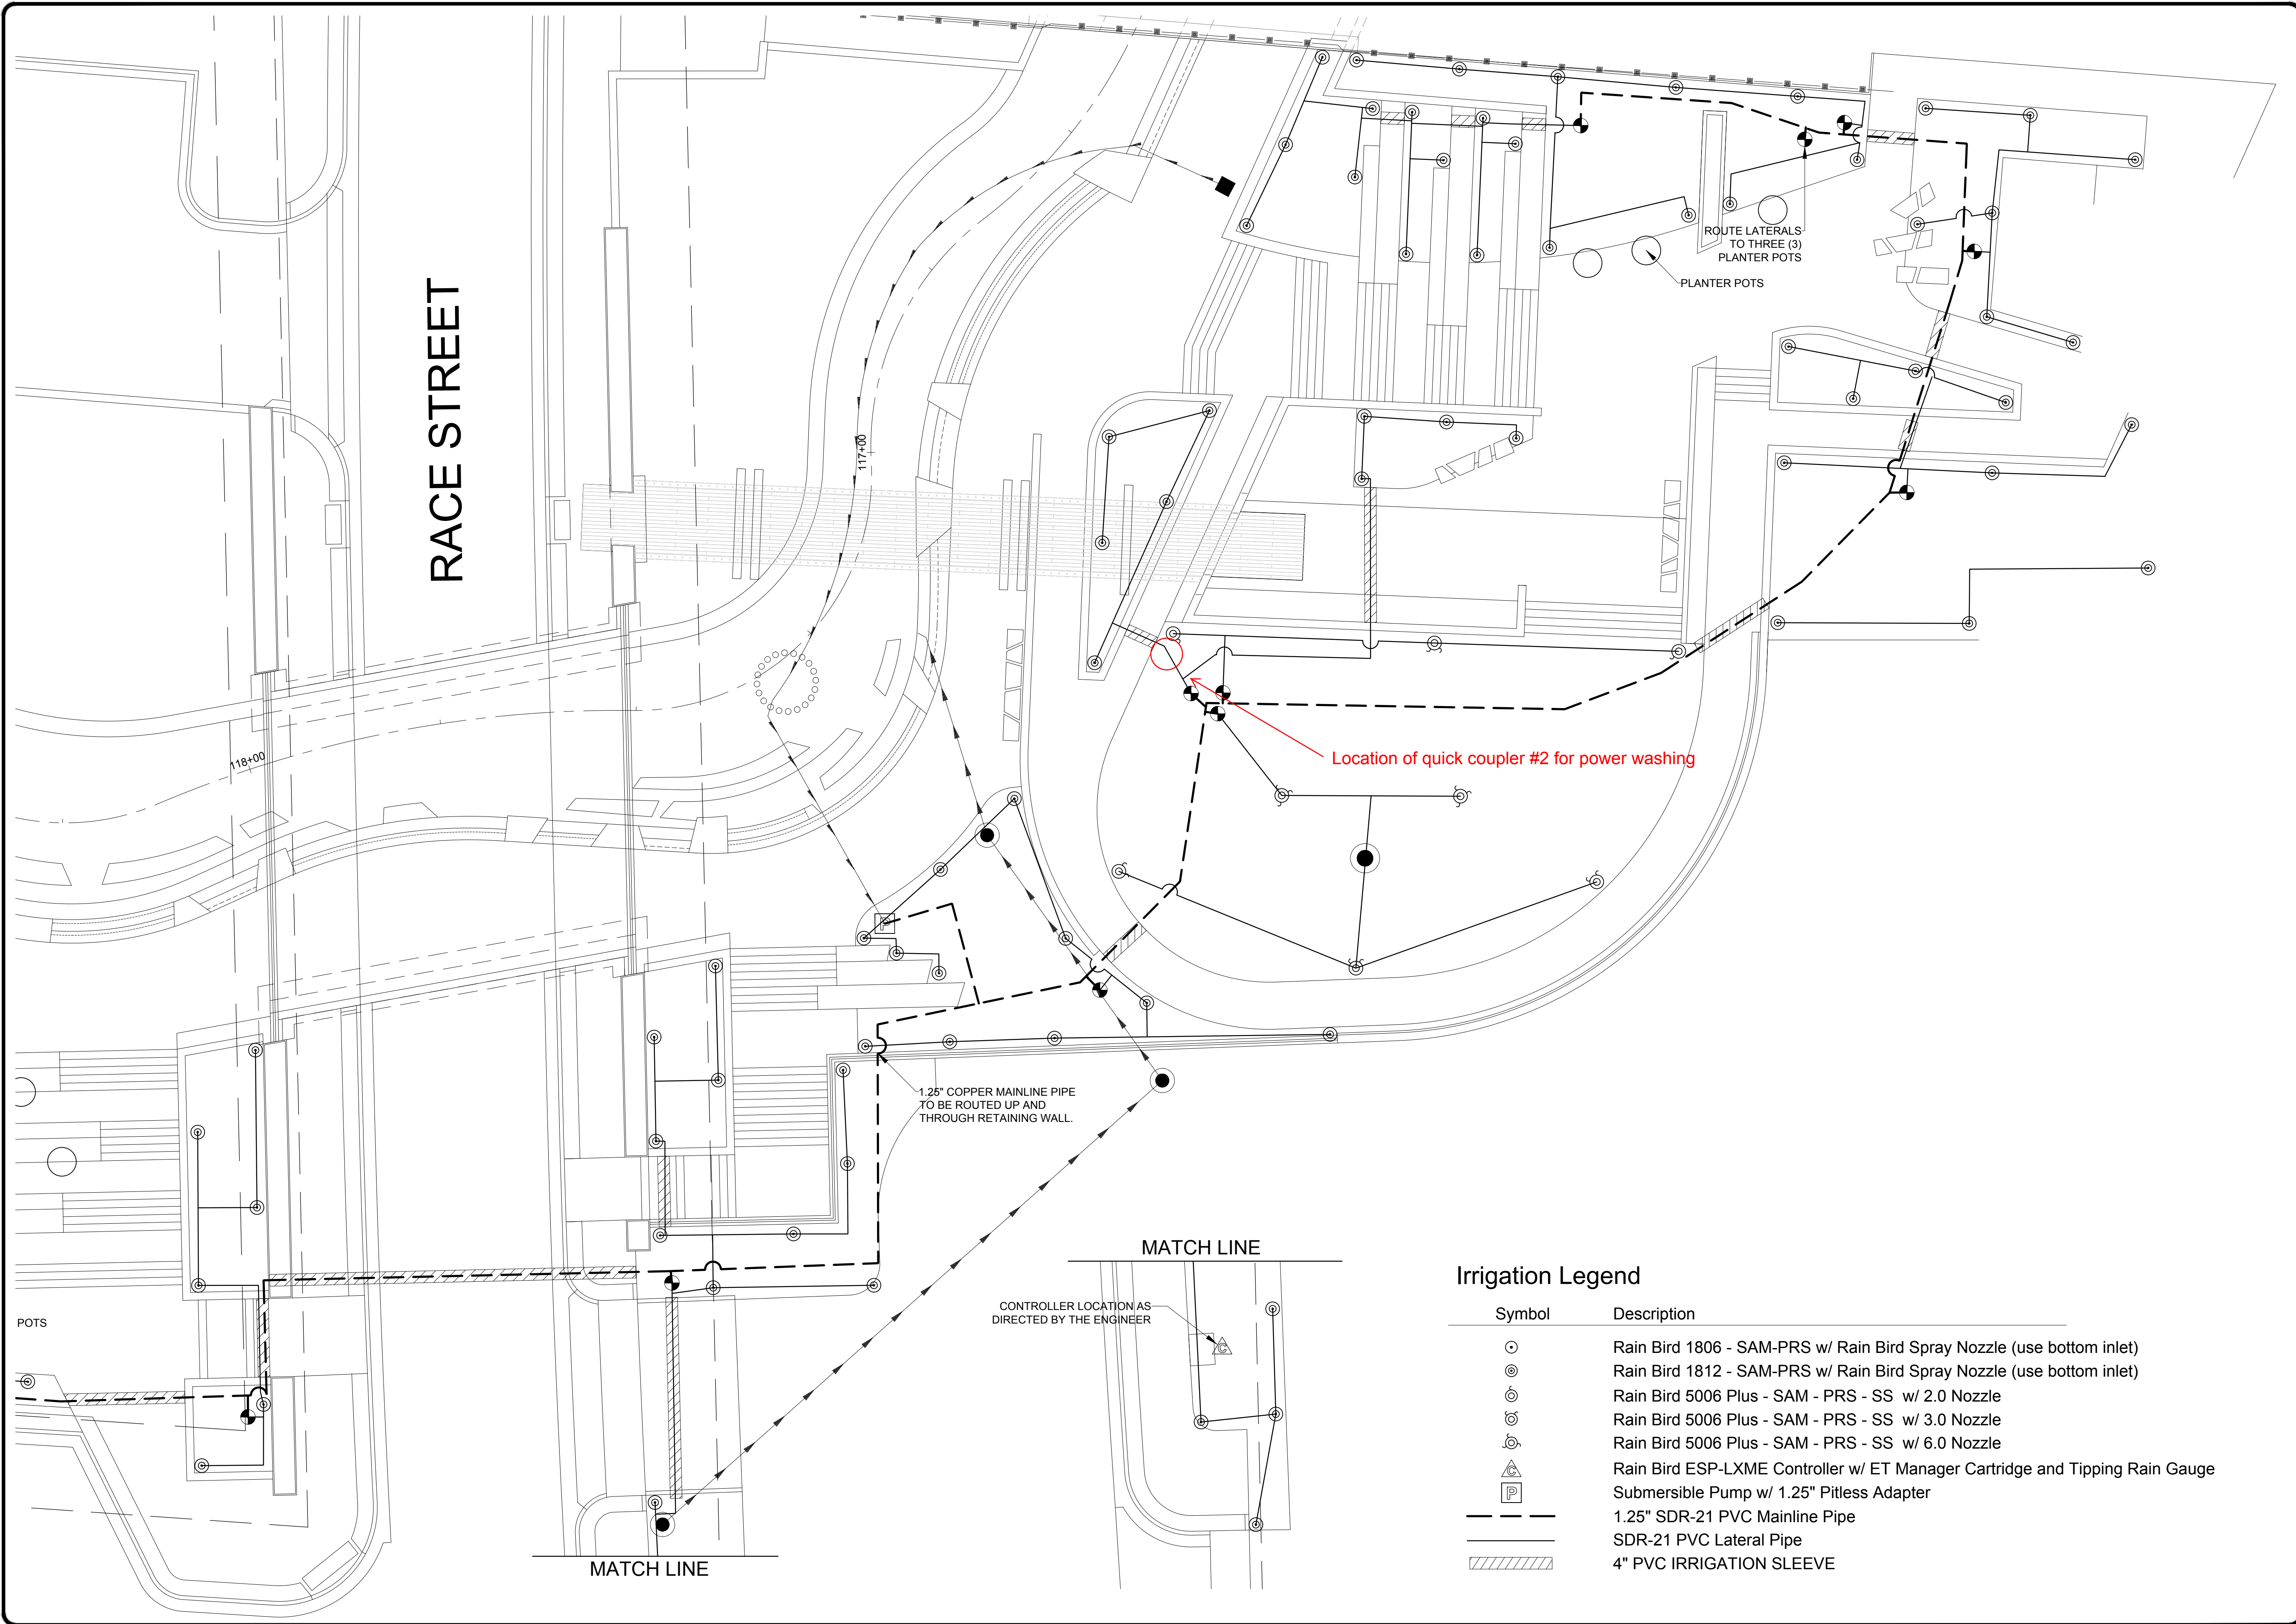 RACE STREET
117+00
118+00
ROUTE LATERALS
TO THREE (3)
PLANTER POTS
PLANTER POTS
Location of quick coupler #2 for power washing
P
1.25" COPPER MAINLINE PIPE
TO BE ROUTED UP AND
THROUGH RETAINING WALL.
POTS
MATCH LINE
MATCH LINE
CONTROLLER LOCATION AS
DIRECTED BY THE ENGINEER
C
Irrigation Legend
Symbol Description
Rain Bird 1806 - SAM-PRS w/ Rain Bird Spray Nozzle (use bottom inlet)
Rain Bird 1812 - SAM-PRS w/ Rain Bird Spray Nozzle (use bottom inlet)
Rain Bird 5006 Plus - SAM - PRS - SS w/ 2.0 Nozzle
Rain Bird 5006 Plus - SAM - PRS - SS w/ 3.0 Nozzle
Rain Bird 5006 Plus - SAM - PRS - SS w/ 6.0 Nozzle
C Rain Bird ESP-LXME Controller w/ ET Manager Cartridge and Tipping Rain Gauge
P Submersible Pump w/ 1.25" Pitless Adapter
1.25" SDR-21 PVC Mainline Pipe
SDR-21 PVC Lateral Pipe
4" PVC IRRIGATION SLEEVE